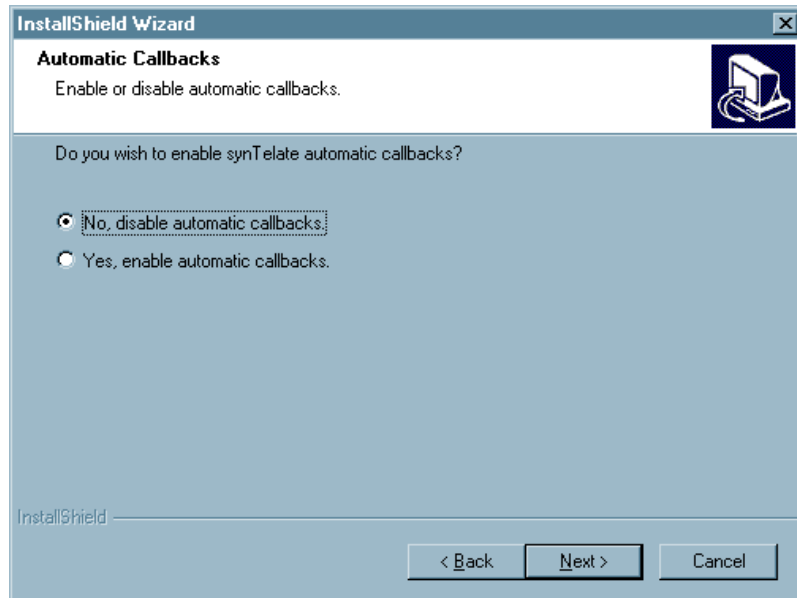 InstallShield Wizard
Automatic Callbacks
Enable or disable automatic callbacks.
Do you wish to enable synTelate automatic callbacks?
No, disable automatic callbacks.
Yes, enable automatic callbacks.
InstallShield
< Back Next > Cancel